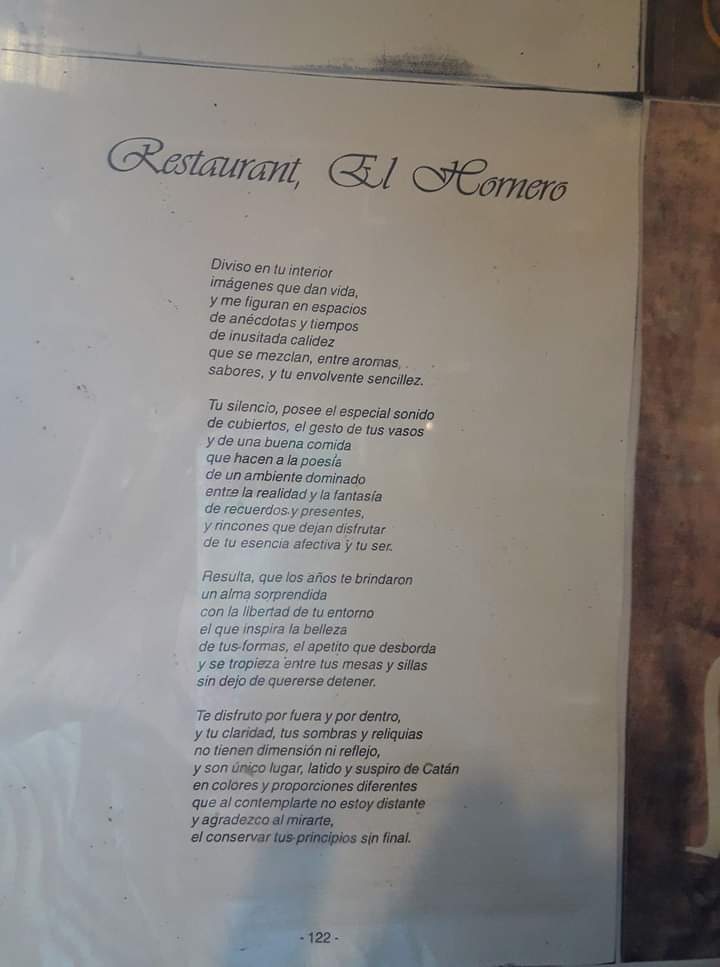 Restaurant, El Hornero
Diviso en tu interior
imágenes que dan vida,
y me figuran en espacios
de anécdotas y tiempos
de inusitada calidez
que se mezclan, entre aromas,
sabores, y tu envolvente sencillez.
Tu silencio, posee el especial sonido
de cubiertos, el gesto de tus vasos
y de una buena comida
que hacen a la poesía
de un ambiente dominado
entre la realidad y la fantasía
de recuerdos y presentes,
y rincones que dejan disfrutar
de tu esencia afectiva y tu ser.
Resulta, que los años te brindaron
un alma sorprendida
con la libertad de tu entorno
el que inspira la belleza
de tus formas, el apetito que desborda
y se tropieza entre tus mesas y sillas
sin dejo de quererse detener.
Te disfruto por fuera y por dentro,
y tu claridad, tus sombras y reliquias
no tienen dimensión ni reflejo,
y son único lugar, latido y suspiro de Catán
en colores y proporciones diferentes
que al contemplarte no estoy distante
y agradezco al mirarte,
el conservar tus principios sin final.
- 122 -